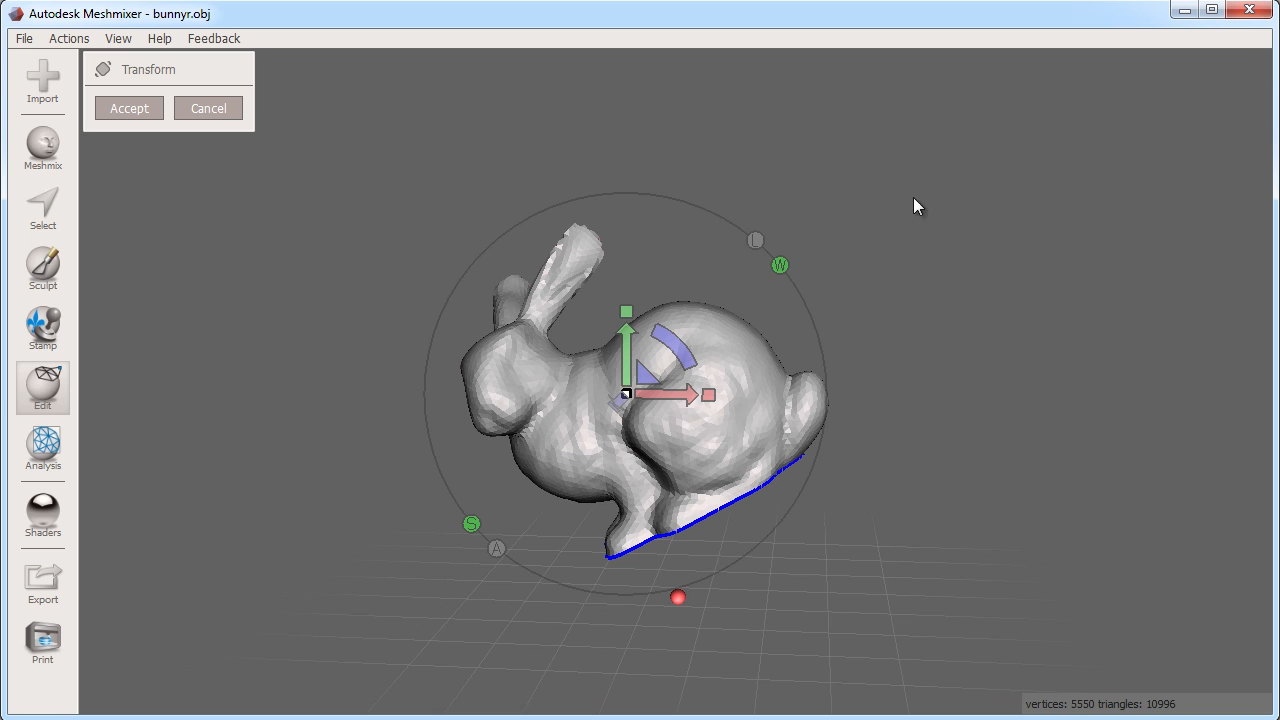 Autodesk Meshmixer - bunnyr.obj
File Actions View Help Feedback
Transform
Accept Cancel
Import
Meshmix
Select
Sculpt
Stamp
Edit
Analysis
Shaders
Export
Print
L
W
S
A
vertices: 5550 triangles: 10996